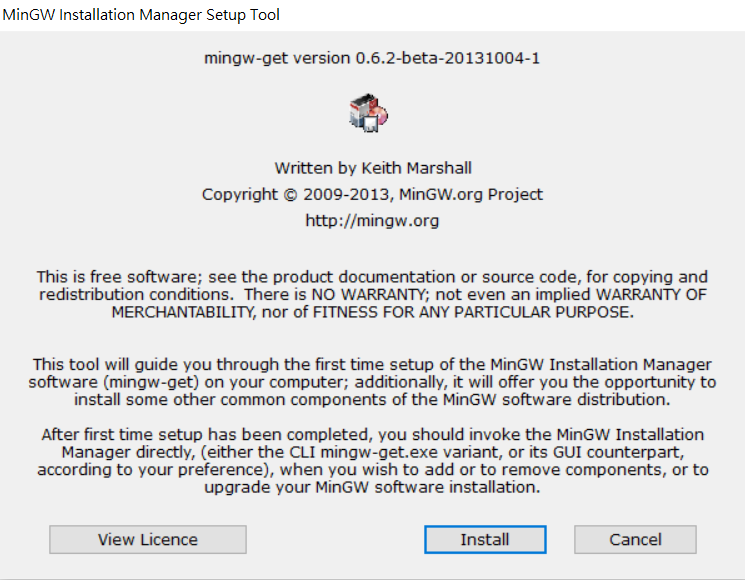 MinGW Installation Manager Setup Tool
mingw-get version 0.6.2-beta-20131004-1
Written by Keith Marshall
Copyright © 2009-2013, MinGW.org Project
http://mingw.org
This is free software; see the product documentation or source code, for copying and
redistribution conditions.  There is NO WARRANTY; not even an implied WARRANTY OF
MERCHANTABILITY, nor of FITNESS FOR ANY PARTICULAR PURPOSE.
This tool will guide you through the first time setup of the MinGW Installation Manager
software (mingw-get) on your computer; additionally, it will offer you the opportunity to
install some other common components of the MinGW software distribution.
After first time setup has been completed, you should invoke the MinGW Installation
Manager directly, (either the CLI mingw-get.exe variant, or its GUI counterpart,
according to your preference), when you wish to add or to remove components, or to
upgrade your MinGW software installation.
View Licence
Install
Cancel